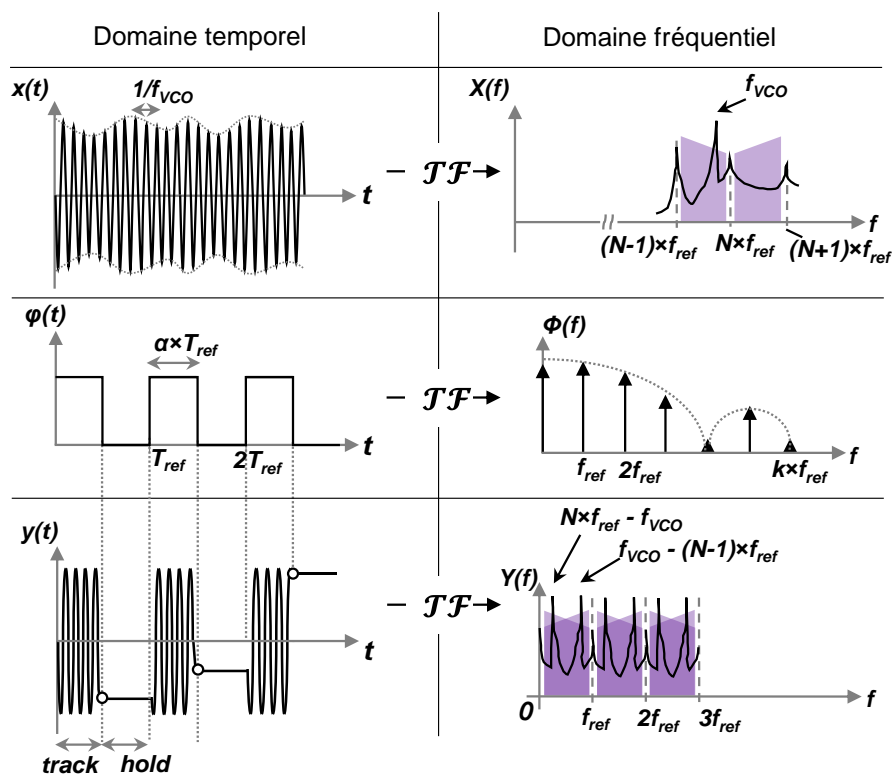 Domaine temporel
Domaine fréquentiel
x(t)
1/f_VCO
t
𝒯ℱ
X(f)
f_VCO
f
(N-1)×f_ref
N×f_ref
(N+1)×f_ref
φ(t)
α×T_ref
T_ref
2T_ref
t
𝒯ℱ
Φ(f)
f_ref
2f_ref
k×f_ref
f
y(t)
t
track
hold
𝒯ℱ
N×f_ref - f_VCO
f_VCO - (N-1)×f_ref
Y(f)
0
f_ref
2f_ref
3f_ref
f